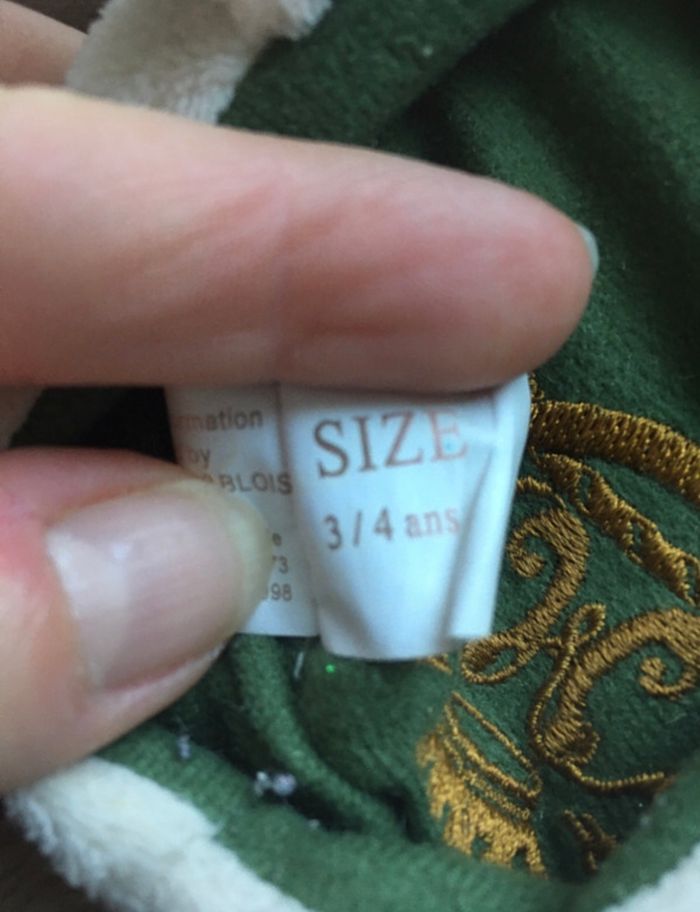 mation
by
BLOIS
e
73
98
SIZE
3 / 4 ans